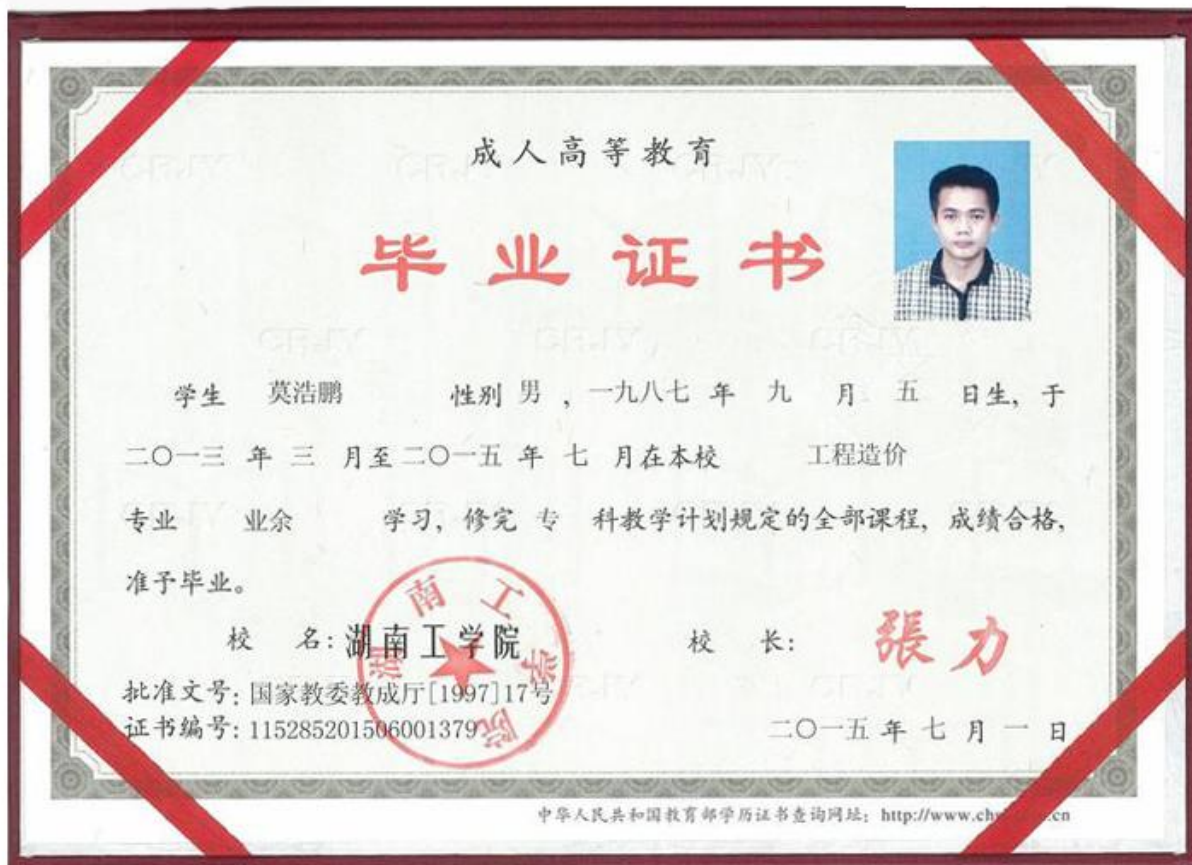 成人高等教育
毕业证书
学生 莫浩鹏 性别 男 , 一九八七 年 九 月 五 日生, 于
二〇一三 年 三 月至 二〇一五 年 七 月在本校 工程造价
专业 业余 学习, 修完 专 科教学计划规定的全部课程, 成绩合格,
准予毕业。
校 名: 湖南工学院 校 长: 張力
湖南工学院
批准文号: 国家教委教成厅[1997]17号
证书编号: 115285201506001379
二〇一五 年 七 月 一 日
中华人民共和国教育部学历证书查询网址: http://www.ch